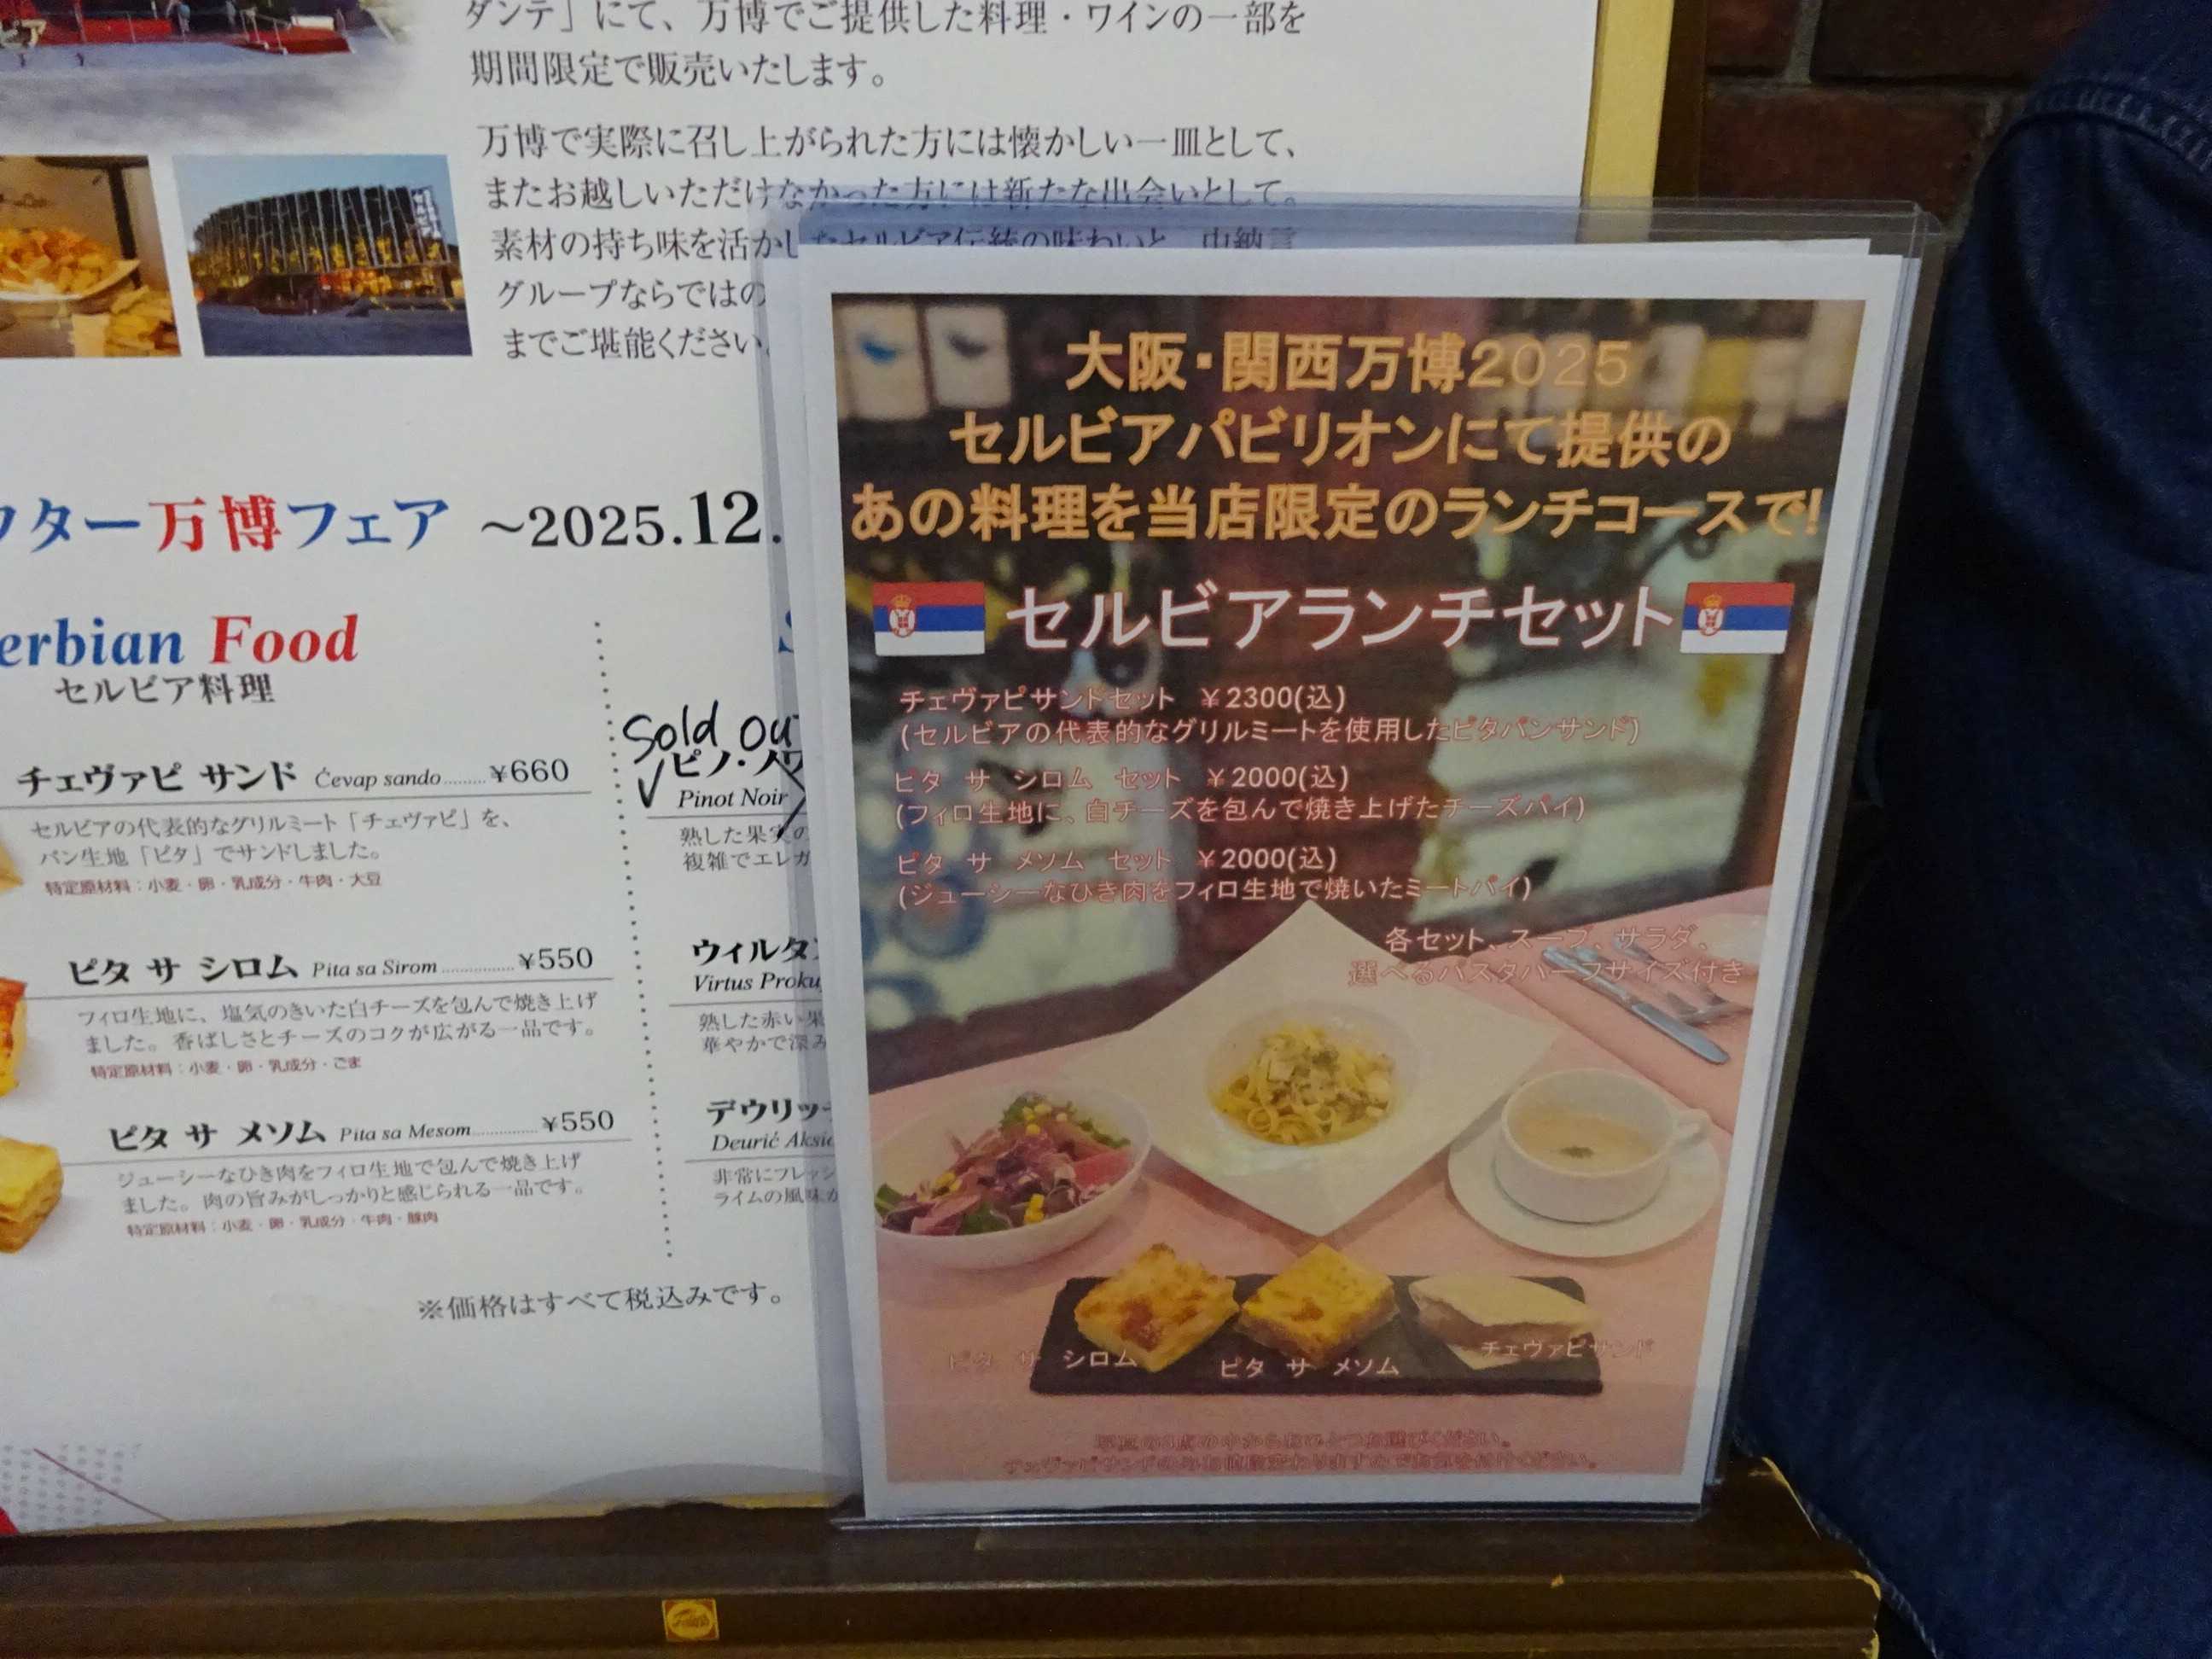 ダンテ」にて、万博でご提供した料理・ワインの一部を
期間限定で販売いたします。
万博で実際に召し上がられた方には懐かしい一皿として、
またお越しいただけなかった方には新たな出会いとして。
素材の持ち味を活かしたセルビア伝統の味わいと、中納言
グループならではの
までご堪能ください
フター万博フェア ～2025.12.
erbian Food
セルビア料理
チェヴァピ サンド Ćevap sando ¥660
セルビアの代表的なグリルミート「チェヴァピ」を、
パン生地「ピタ」でサンドしました。
特定原材料：小麦・卵・乳成分・牛肉・大豆
ピタ サ シロム Pita sa Sirom ¥550
フィロ生地に、塩気のきいた白チーズを包んで焼き上げ
ました。香ばしさとチーズのコクが広がる一品です。
特定原材料：小麦・卵・乳成分・ごま
ピタ サ メソム Pita sa Mesom ¥550
ジューシーなひき肉をフィロ生地で包んで焼き上げ
ました。肉の旨みがしっかりと感じられる一品です。
特定原材料：小麦・卵・乳成分・牛肉・豚肉
※価格はすべて税込みです。
Sold ou
ピノ・ノワ
Pinot Noir
熟した果実の
複雑でエレガ
ウィルタ
Virtus Proku
熟した赤い果
華やかで深み
デウリッ
Deurić Aksi
非常にフレッシ
ライムの風味が
大阪・関西万博2025
セルビアパビリオンにて提供の
あの料理を当店限定のランチコースで!
セルビアランチセット
チェヴァピサンドセット ￥2300(込)
(セルビアの代表的なグリルミートを使用したピタパンサンド)
ピタ サ シロム セット ￥2000(込)
(フィロ生地に、白チーズを包んで焼き上げたチーズパイ)
ピタ サ メソム セット ￥2000(込)
(ジューシーなひき肉をフィロ生地で焼いたミートパイ)
各セット、スープ、サラダ、
選べるパスタハーフサイズ付き
ピタ サ シロム
ピタ サ メソム
チェヴァピサンド